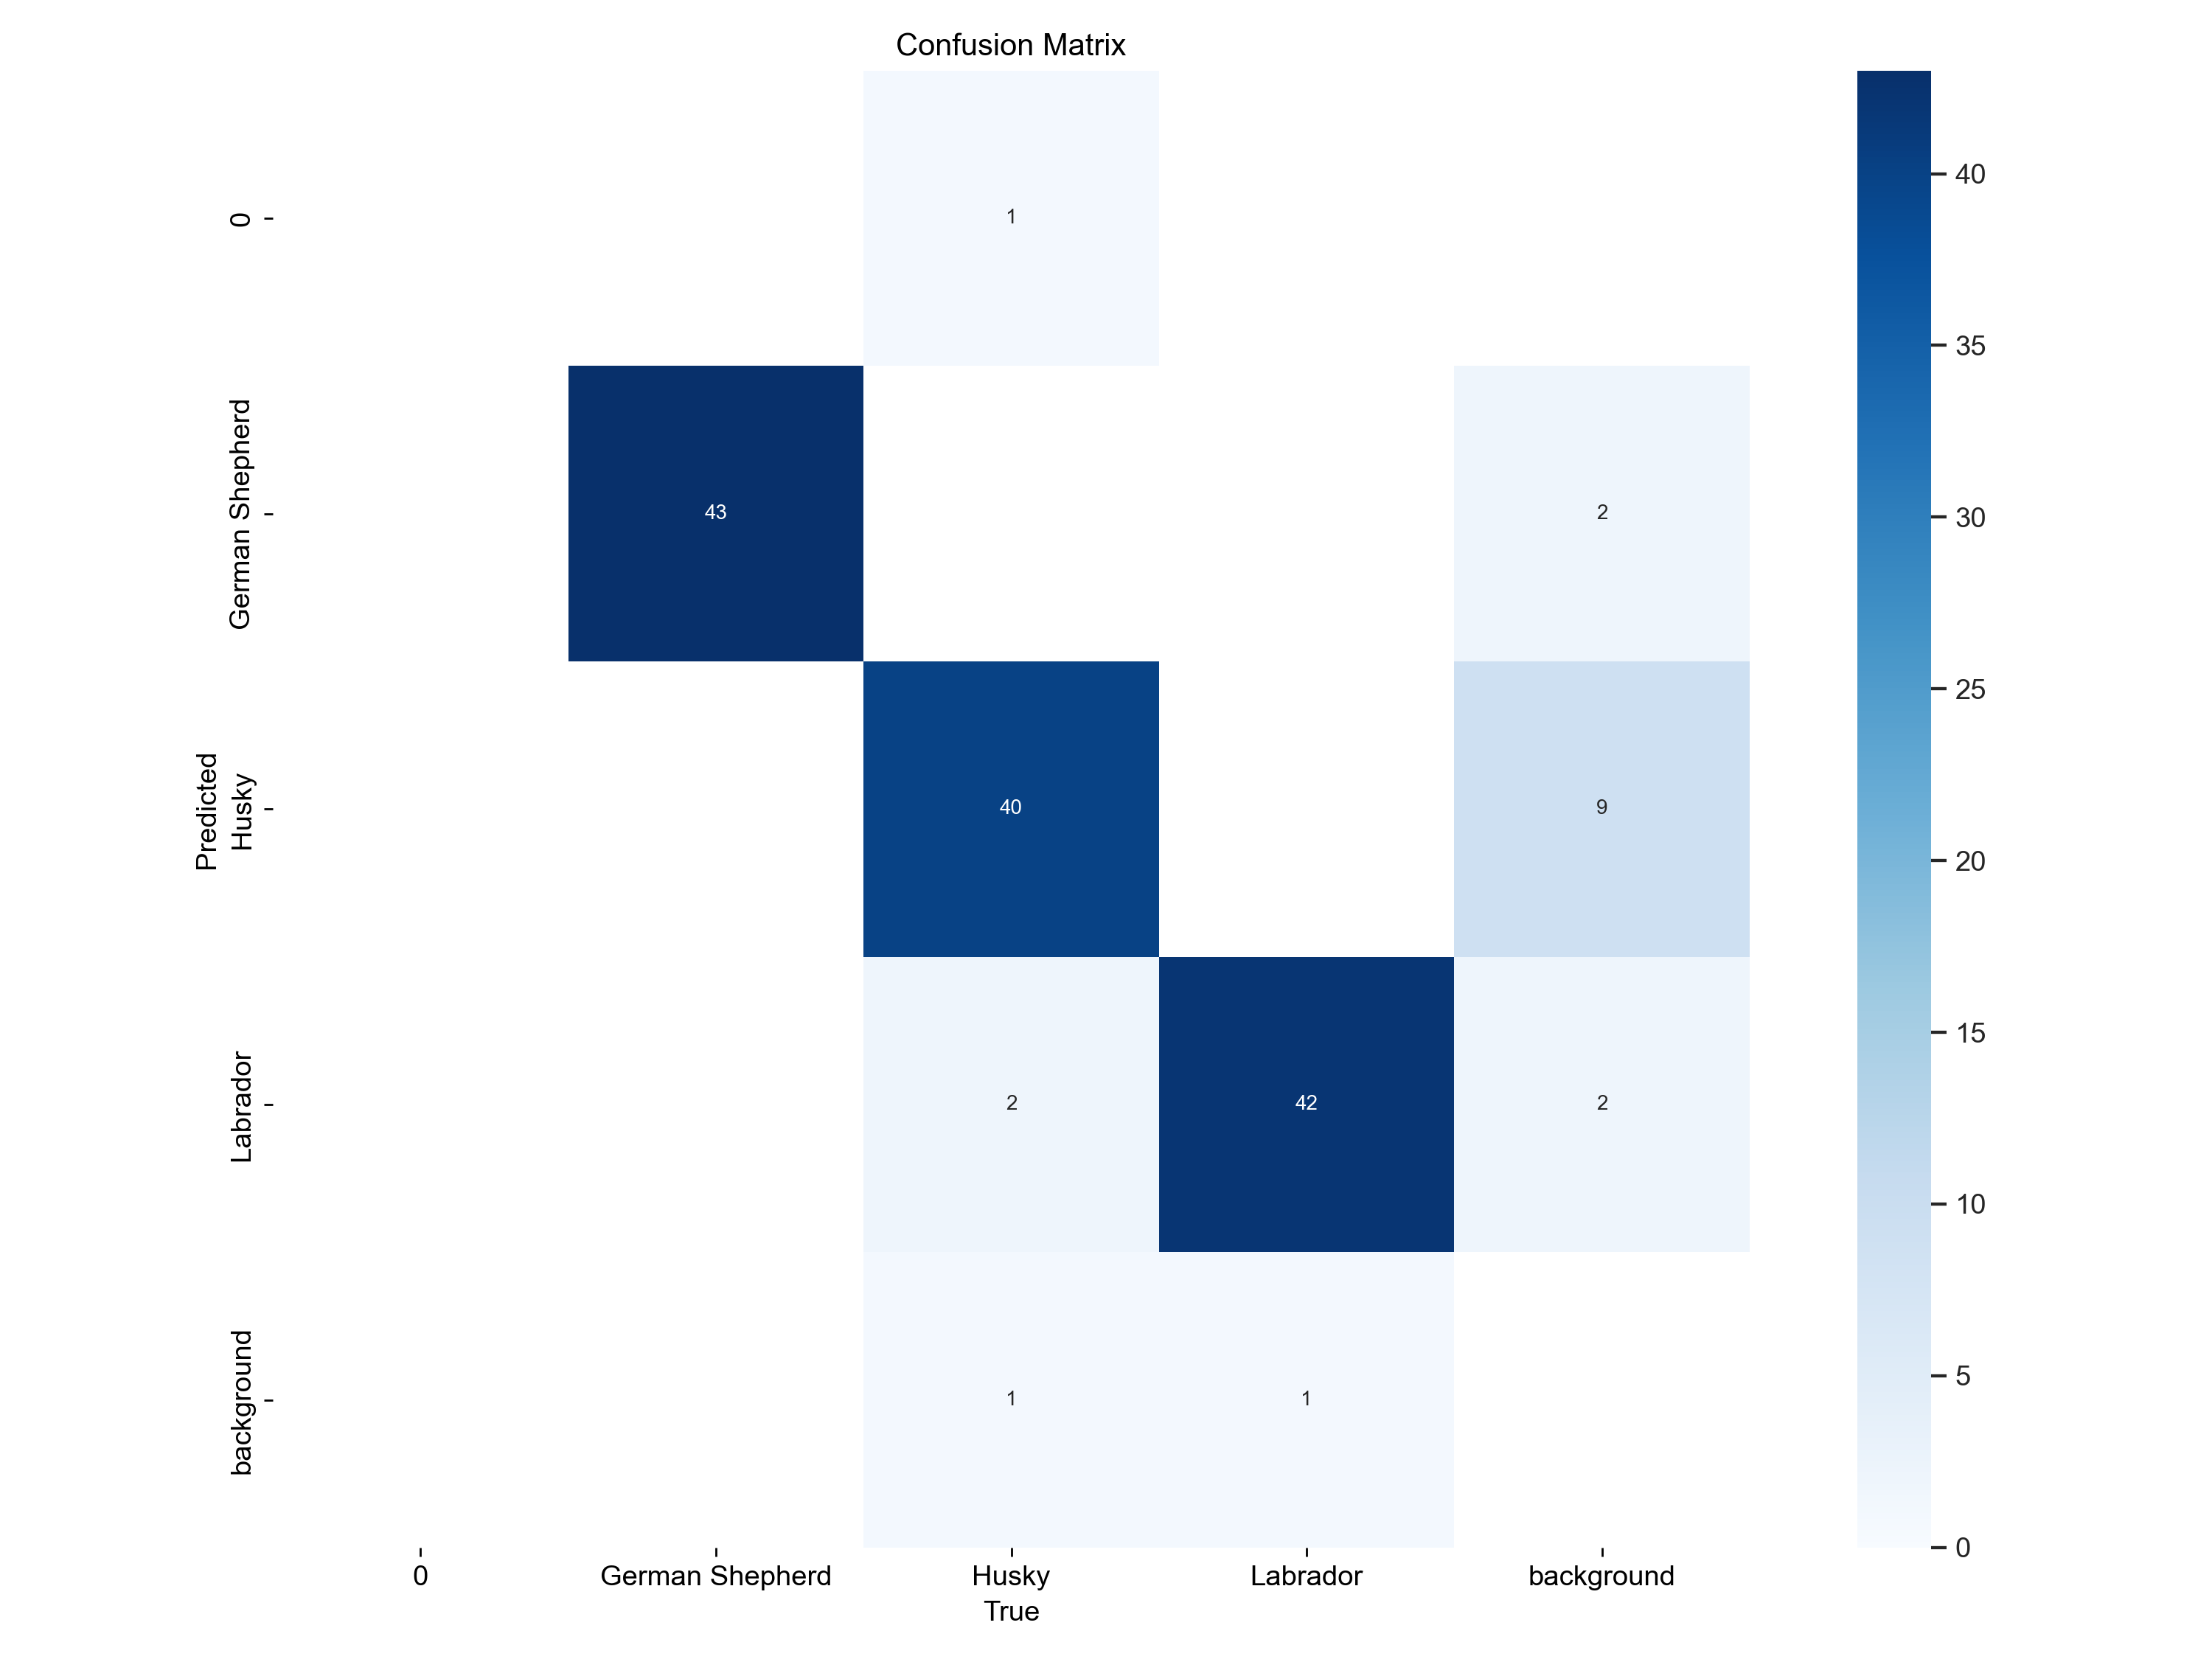 Confusion Matrix
0
1
German Shepherd
43
2
Predicted
Husky
40
9
Labrador
2
42
2
background
1
1
0
German Shepherd
Husky
Labrador
background
True
40
35
30
25
20
15
10
5
0